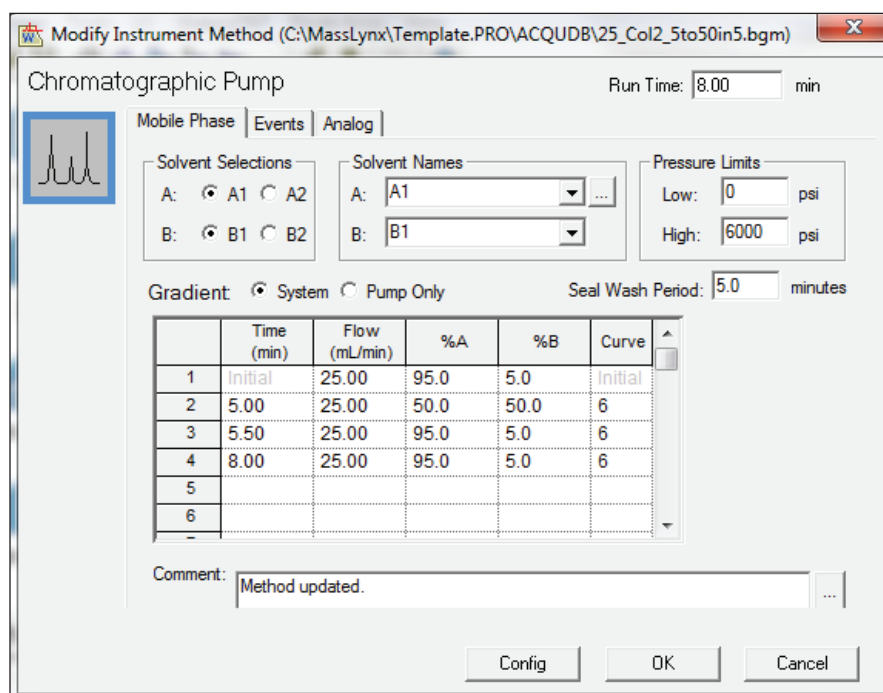 Modify Instrument Method (C:\MassLynx\Template.PRO\ACQUDB\25_Col2_5to50in5.bgm)
Chromatographic Pump
Run Time: 8.00 min
Mobile Phase Events Analog
Solvent Selections Solvent Names Pressure Limits
A: A1 A2 A: A1 ... Low: 0 psi
B: B1 B2 B: B1 High: 6000 psi
Gradient: System Pump Only Seal Wash Period: 5.0 minutes
Time (min) Flow (mL/min) %A %B Curve
1 Initial 25.00 95.0 5.0 Initial
2 5.00 25.00 50.0 50.0 6
3 5.50 25.00 95.0 5.0 6
4 8.00 25.00 95.0 5.0 6
5
6
Comment: Method updated. ...
Config OK Cancel